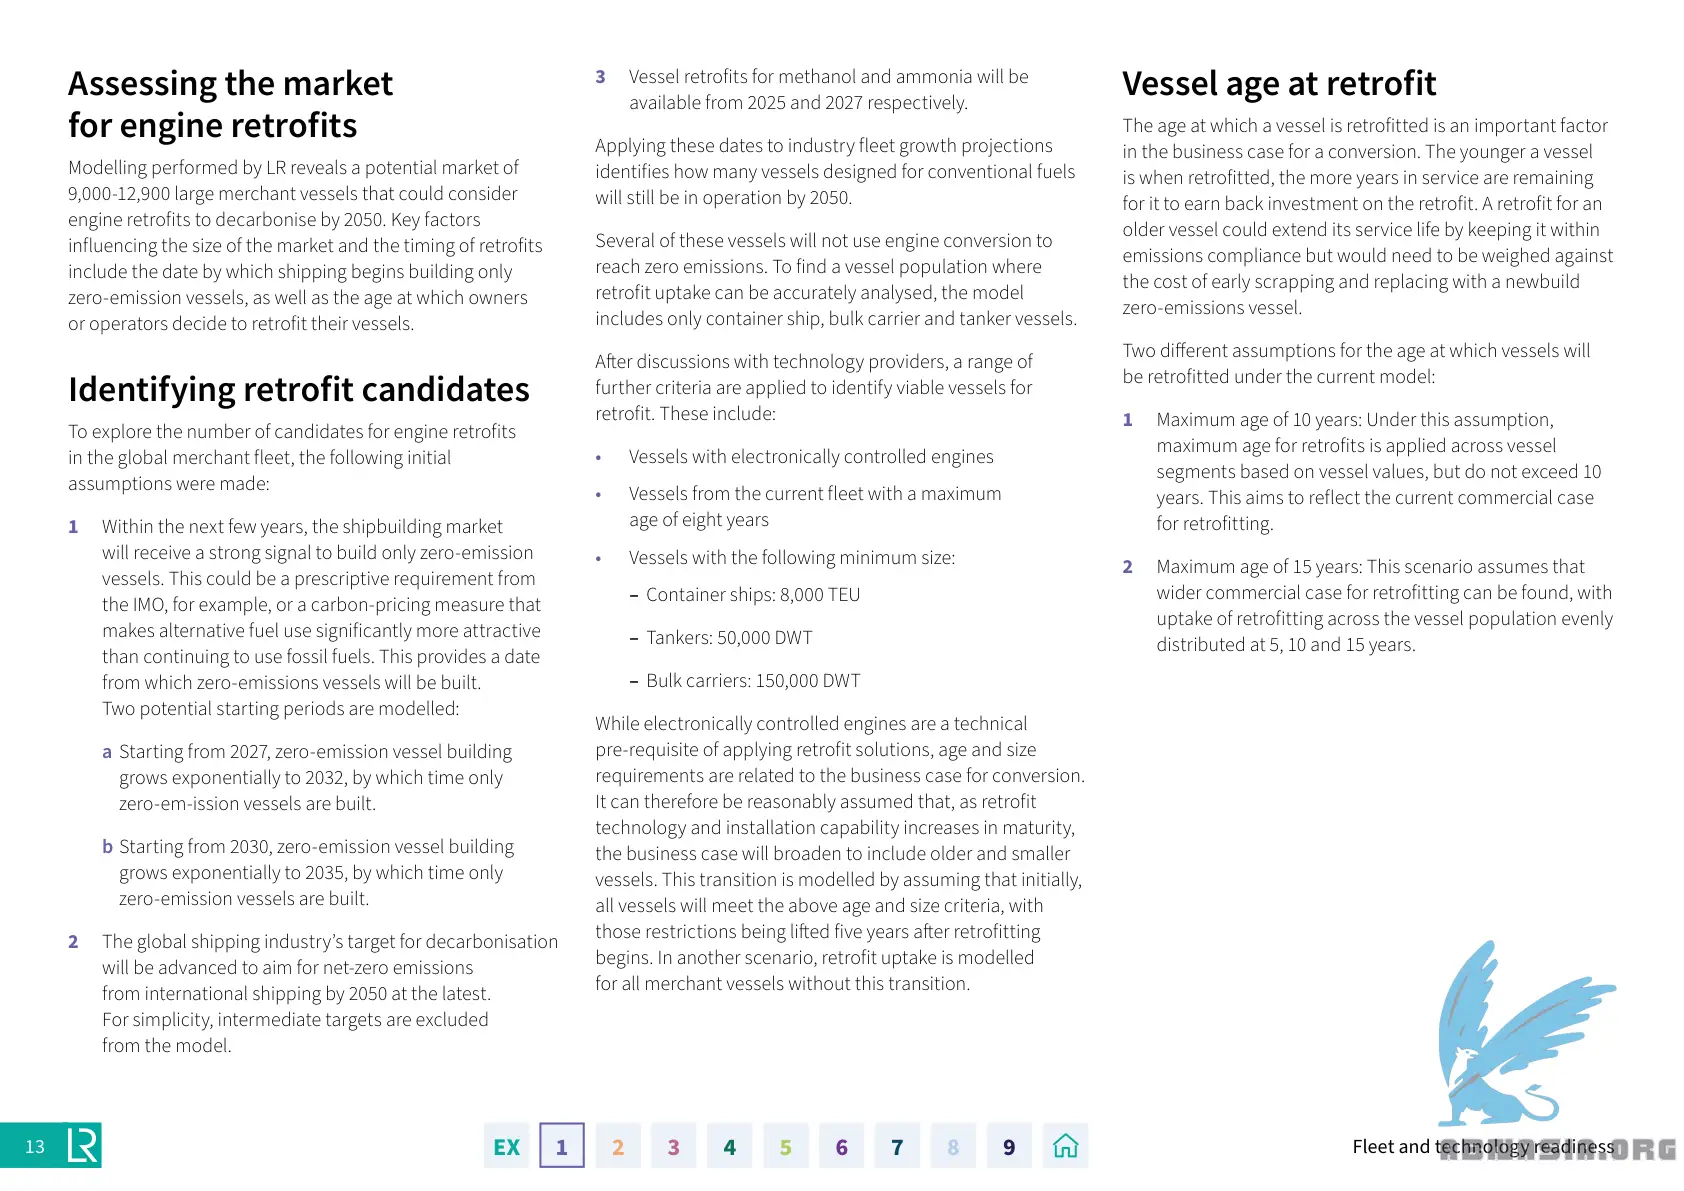 Assessing the market
for engine retrofits
Modelling performed by LR reveals a potential market of
9,000-12,900 large merchant vessels that could consider
engine retrofits to decarbonise by 2050. Key factors
influencing the size of the market and the timing of retrofits
include the date by which shipping begins building only
zero-emission vessels, as well as the age at which owners
or operators decide to retrofit their vessels.
Identifying retrofit candidates
To explore the number of candidates for engine retrofits
in the global merchant fleet, the following initial
assumptions were made:
1 Within the next few years, the shipbuilding market
will receive a strong signal to build only zero-emission
vessels. This could be a prescriptive requirement from
the IMO, for example, or a carbon-pricing measure that
makes alternative fuel use significantly more attractive
than continuing to use fossil fuels. This provides a date
from which zero-emissions vessels will be built.
Two potential starting periods are modelled:
a Starting from 2027, zero-emission vessel building
grows exponentially to 2032, by which time only
zero-em-ission vessels are built.
b Starting from 2030, zero-emission vessel building
grows exponentially to 2035, by which time only
zero-emission vessels are built.
2 The global shipping industry's target for decarbonisation
will be advanced to aim for net-zero emissions
from international shipping by 2050 at the latest.
For simplicity, intermediate targets are excluded
from the model.
3 Vessel retrofits for methanol and ammonia will be
available from 2025 and 2027 respectively.
Applying these dates to industry fleet growth projections
identifies how many vessels designed for conventional fuels
will still be in operation by 2050.
Several of these vessels will not use engine conversion to
reach zero emissions. To find a vessel population where
retrofit uptake can be accurately analysed, the model
includes only container ship, bulk carrier and tanker vessels.
After discussions with technology providers, a range of
further criteria are applied to identify viable vessels for
retrofit. These include:
• Vessels with electronically controlled engines
• Vessels from the current fleet with a maximum
age of eight years
• Vessels with the following minimum size:
– Container ships: 8,000 TEU
– Tankers: 50,000 DWT
– Bulk carriers: 150,000 DWT
While electronically controlled engines are a technical
pre-requisite of applying retrofit solutions, age and size
requirements are related to the business case for conversion.
It can therefore be reasonably assumed that, as retrofit
technology and installation capability increases in maturity,
the business case will broaden to include older and smaller
vessels. This transition is modelled by assuming that initially,
all vessels will meet the above age and size criteria, with
those restrictions being lifted five years after retrofitting
begins. In another scenario, retrofit uptake is modelled
for all merchant vessels without this transition.
Vessel age at retrofit
The age at which a vessel is retrofitted is an important factor
in the business case for a conversion. The younger a vessel
is when retrofitted, the more years in service are remaining
for it to earn back investment on the retrofit. A retrofit for an
older vessel could extend its service life by keeping it within
emissions compliance but would need to be weighed against
the cost of early scrapping and replacing with a newbuild
zero-emissions vessel.
Two different assumptions for the age at which vessels will
be retrofitted under the current model:
1 Maximum age of 10 years: Under this assumption,
maximum age for retrofits is applied across vessel
segments based on vessel values, but do not exceed 10
years. This aims to reflect the current commercial case
for retrofitting.
2 Maximum age of 15 years: This scenario assumes that
wider commercial case for retrofitting can be found, with
uptake of retrofitting across the vessel population evenly
distributed at 5, 10 and 15 years.
13 LR
EX 1 2 3 4 5 6 7 8 9
Fleet and technology readiness
ABINASIA.ORG